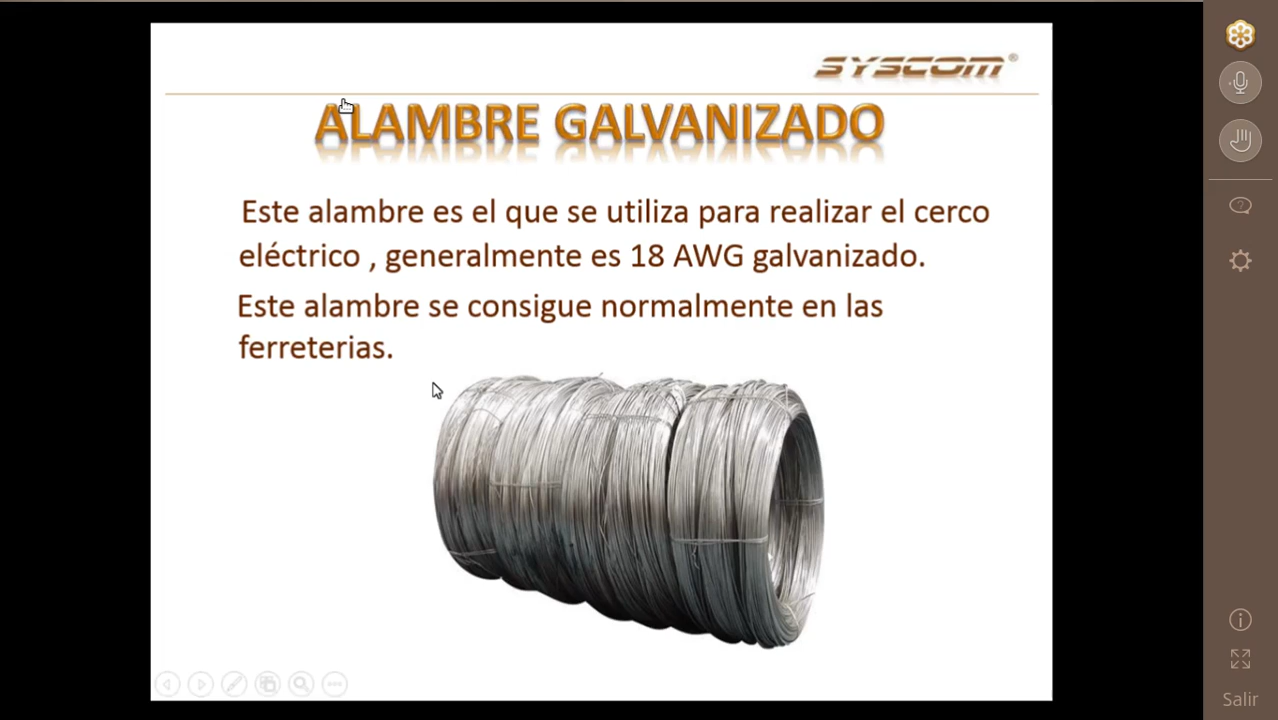 SYSCOM®
ALAMBRE GALVANIZADO
Este alambre es el que se utiliza para realizar el cerco
eléctrico , generalmente es 18 AWG galvanizado.
Este alambre se consigue normalmente en las
ferreterias.
Salir